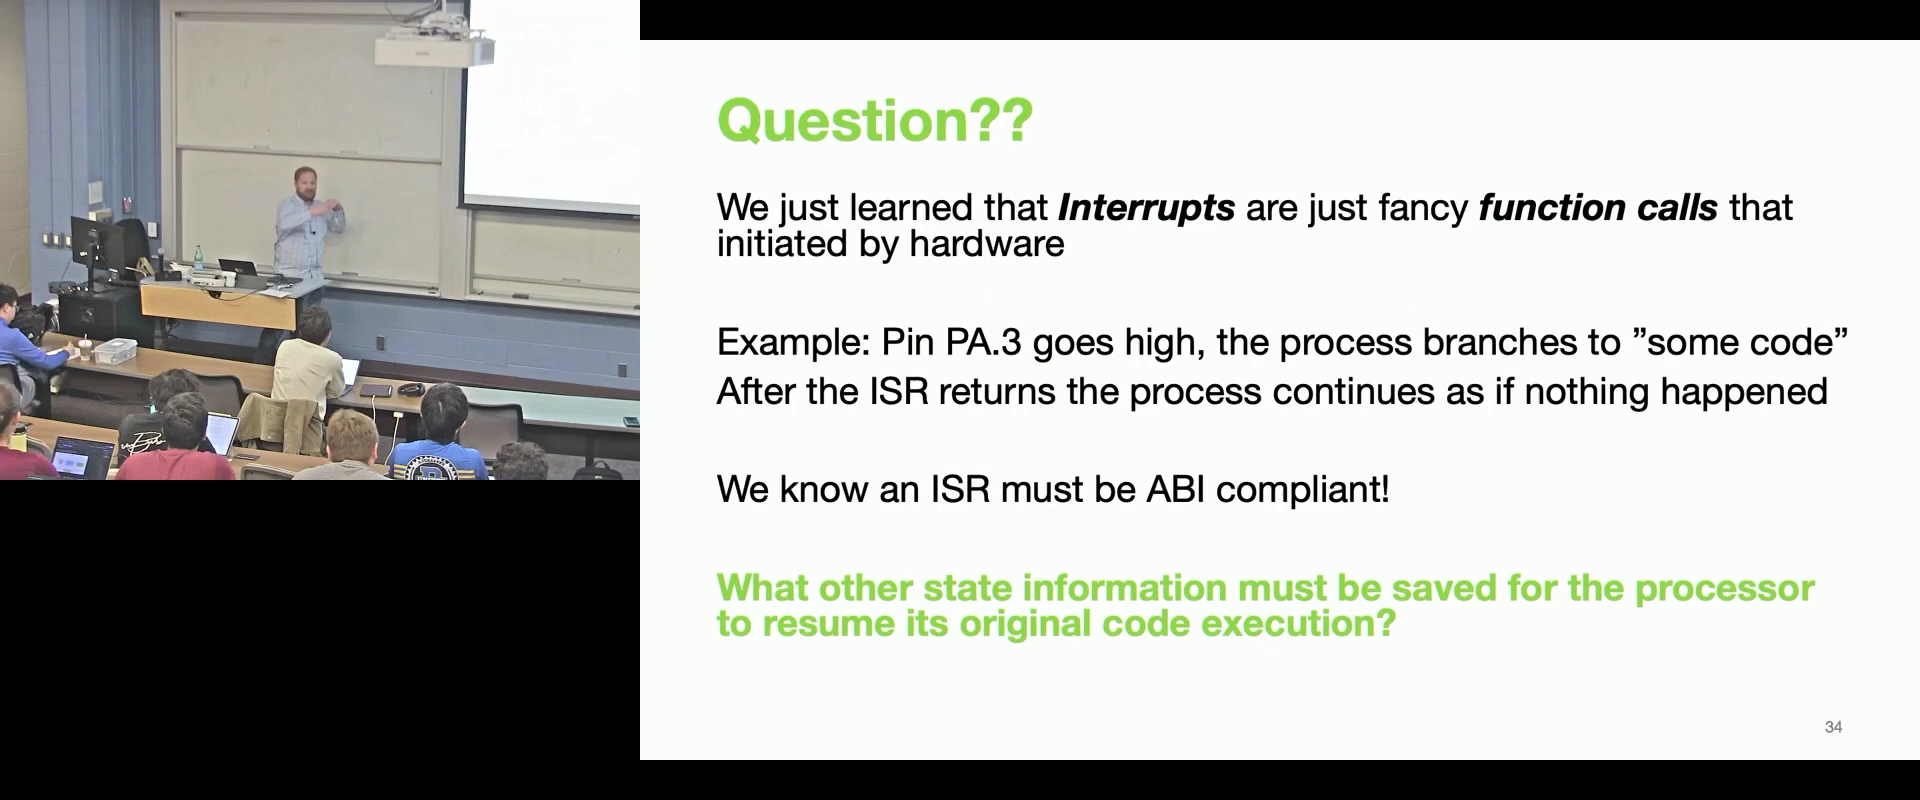 Question??
We just learned that Interrupts are just fancy function calls that
initiated by hardware
Example: Pin PA.3 goes high, the process branches to ”some code”
After the ISR returns the process continues as if nothing happened
We know an ISR must be ABI compliant!
What other state information must be saved for the processor
to resume its original code execution?
34